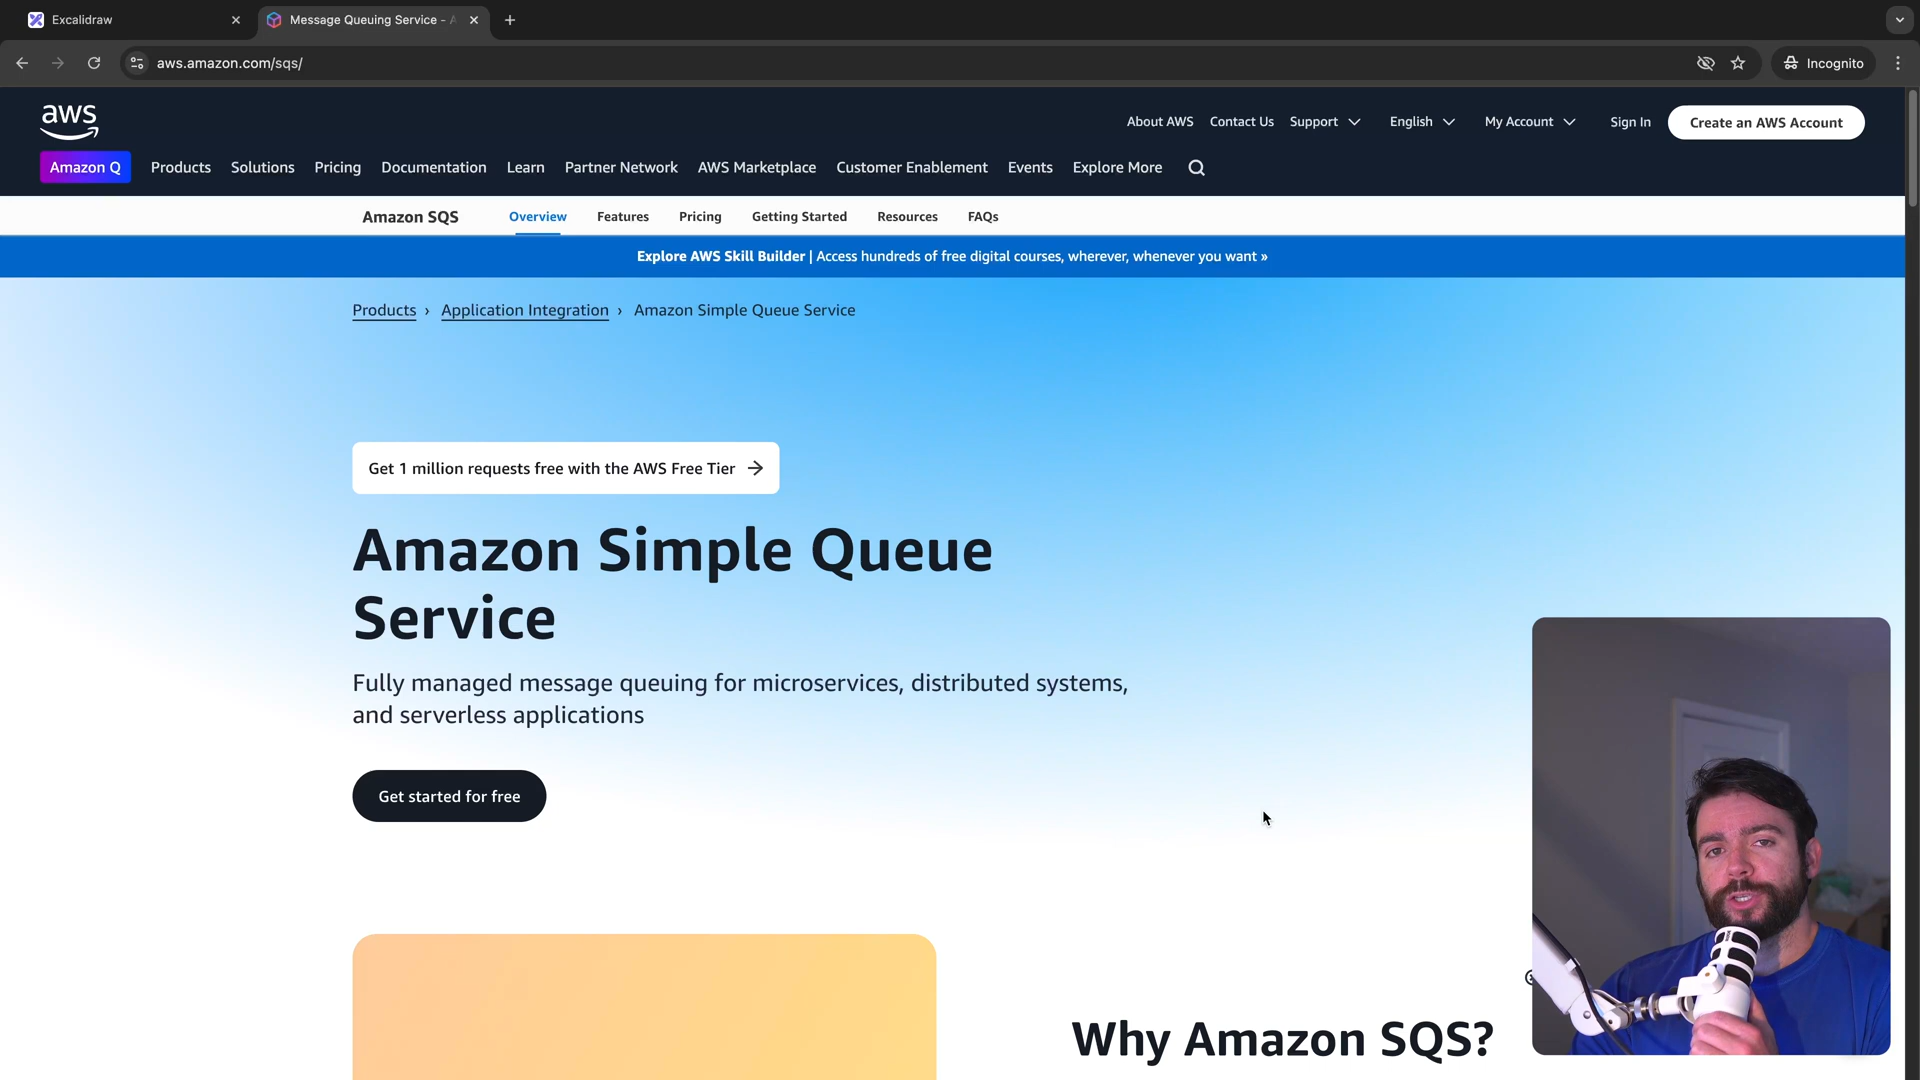 Excalidraw
Message Queuing Service - A
aws.amazon.com/sqs/
Incognito
aws
About AWS
Contact Us
Support
English
My Account
Sign In
Create an AWS Account
Amazon Q
Products
Solutions
Pricing
Documentation
Learn
Partner Network
AWS Marketplace
Customer Enablement
Events
Explore More
Amazon SQS
Overview
Features
Pricing
Getting Started
Resources
FAQs
Explore AWS Skill Builder | Access hundreds of free digital courses, wherever, whenever you want »
Products › Application Integration › Amazon Simple Queue Service
Get 1 million requests free with the AWS Free Tier →
Amazon Simple Queue
Service
Fully managed message queuing for microservices, distributed systems,
and serverless applications
Get started for free
Why Amazon SQS?